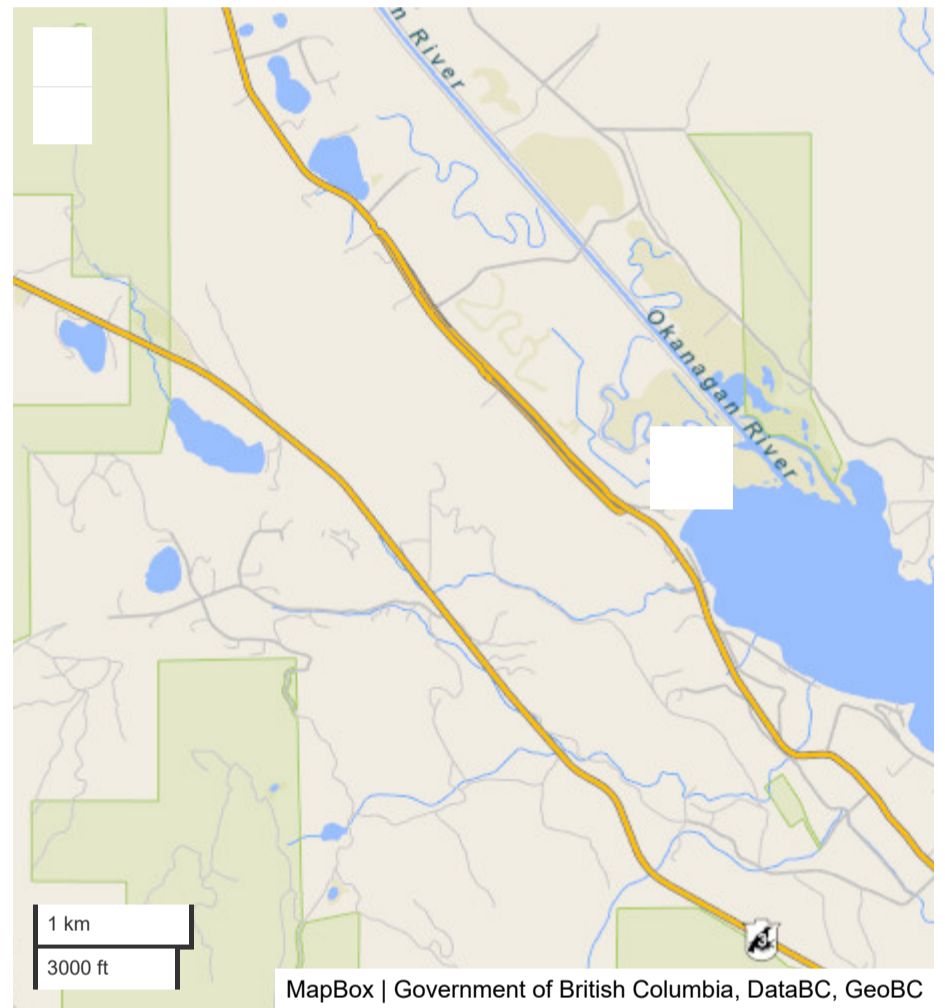 n River
Okanagan River
1 km
3000 ft
MapBox | Government of British Columbia, DataBC, GeoBC